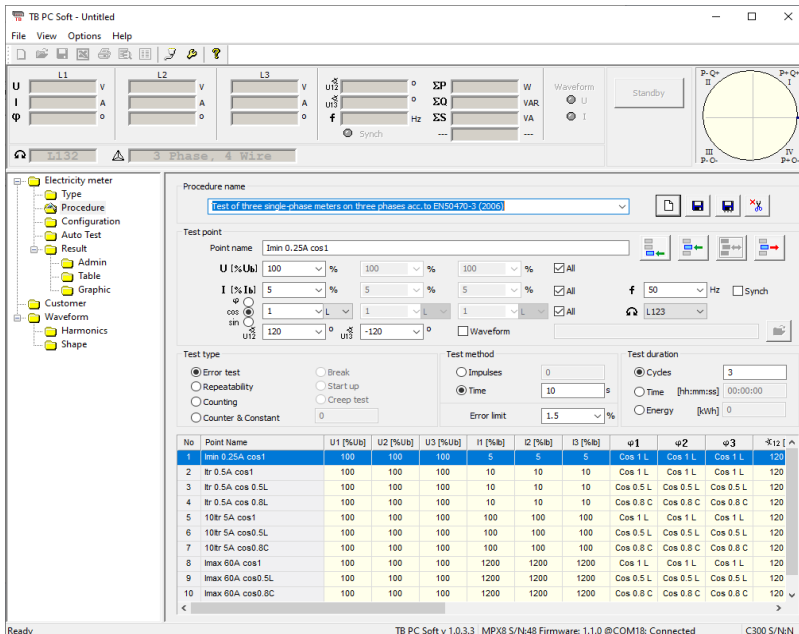 TB PC Soft - Untitled
File View Options Help
L1 L2 L3
U V V V U12 ° ΣP W Waveform Standby
I A A A U13 ° ΣQ VAR U
φ ° ° ° f Hz ΣS VA I
Synch --- ---
L132 3 Phase, 4 Wire
P- Q+ II P+ Q+ I
III P- Q- IV P+ Q-
Electricity meter
Type
Procedure
Configuration
Auto Test
Result
Admin
Table
Graphic
Customer
Waveform
Harmonics
Shape
Procedure name
Test of three single-phase meters on three phases acc.to EN50470-3 (2006)
Test point
Point name Imin 0.25A cos1
U [%Ub] 100 % 100 % 100 % All
I [%Ib] 5 % 5 % 5 % All f 50 Hz Synch
φ
cos 1 L 1 L 1 L All L123
sin
U12 120 ° U13 -120 ° Waveform
Test type
Error test Break
Repeatability Start up
Counting Creep test
Counter & Constant 0
Test method
Impulses 0
Time 10 s
Error limit 1.5 %
Test duration
Cycles 3
Time [hh:mm:ss] 00:00:00
Energy [kWh] 0
No Point Name U1 [%Ub] U2 [%Ub] U3 [%Ub] I1 [%Ib] I2 [%Ib] I3 [%Ib] φ1 φ2 φ3 12 [
1 Imin 0.25A cos1 100 100 100 5 5 5 Cos 1 L Cos 1 L Cos 1 L 120
2 Itr 0.5A cos1 100 100 100 10 10 10 Cos 1 L Cos 1 L Cos 1 L 120
3 Itr 0.5A cos 0.5L 100 100 100 10 10 10 Cos 0.5 L Cos 0.5 L Cos 0.5 L 120
4 Itr 0.5A cos 0.8L 100 100 100 10 10 10 Cos 0.8 C Cos 0.8 C Cos 0.8 C 120
5 10Itr 5A cos1 100 100 100 100 100 100 Cos 1 L Cos 1 L Cos 1 L 120
6 10Itr 5A cos0.5L 100 100 100 100 100 100 Cos 0.5 L Cos 0.5 L Cos 0.5 L 120
7 10Itr 5A cos0.8C 100 100 100 100 100 100 Cos 0.8 C Cos 0.8 C Cos 0.8 C 120
8 Imax 60A cos1 100 100 100 1200 1200 1200 Cos 1 L Cos 1 L Cos 1 L 120
9 Imax 60A cos0.5L 100 100 100 1200 1200 1200 Cos 0.5 L Cos 0.5 L Cos 0.5 L 120
10 Imax 60A cos0.8C 100 100 100 1200 1200 1200 Cos 0.8 C Cos 0.8 C Cos 0.8 C 120
Ready TB PC Soft v 1.0.3.3 MPX8 S/N:48 Firmware: 1.1.0 @COM18: Connected C300 S/N:N